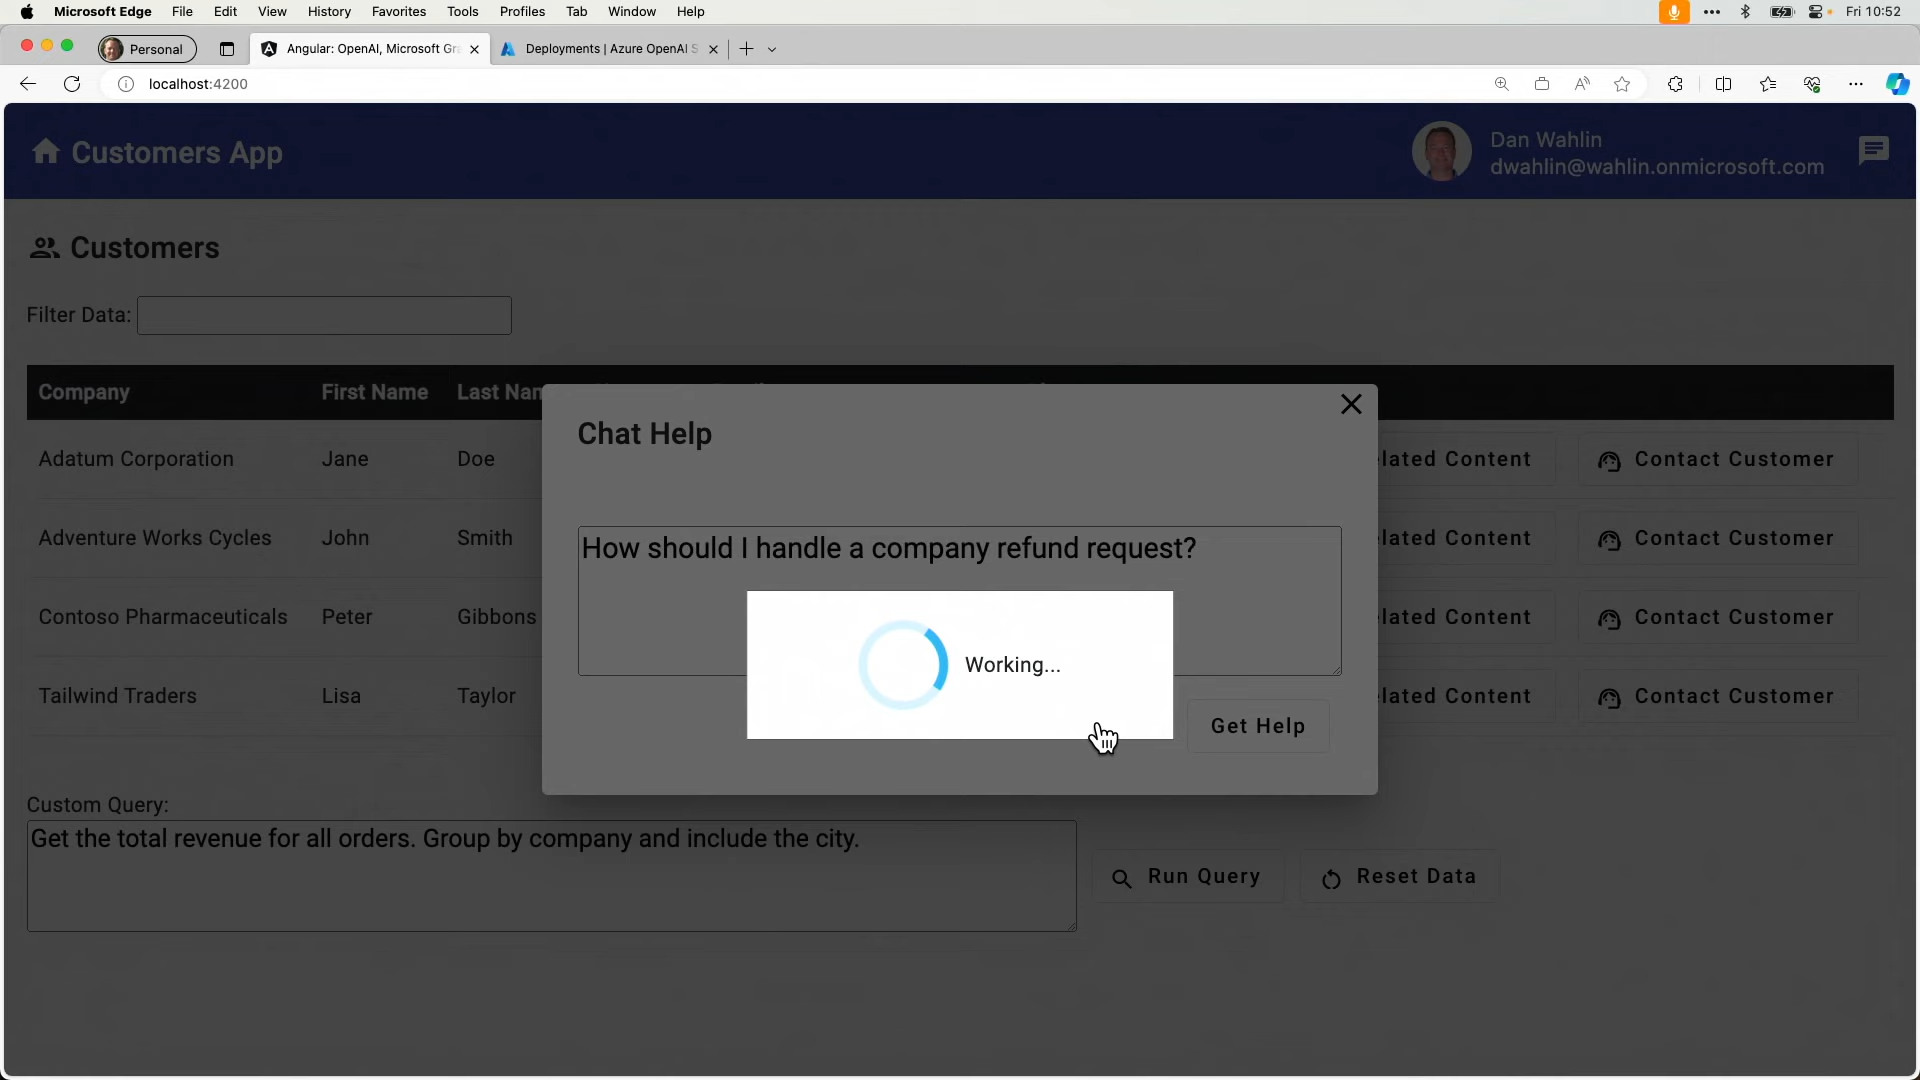 Microsoft Edge File Edit View History Favorites Tools Profiles Tab Window Help Fri 10:52
Personal Angular: OpenAI, Microsoft Gr Deployments | Azure OpenAI S
localhost:4200
Customers App
Dan Wahlin
dwahlin@wahlin.onmicrosoft.com
Customers
Filter Data:
Company First Name Last Nam
Adatum Corporation Jane Doe lated Content Contact Customer
Adventure Works Cycles John Smith lated Content Contact Customer
Contoso Pharmaceuticals Peter Gibbons lated Content Contact Customer
Tailwind Traders Lisa Taylor lated Content Contact Customer
Chat Help
How should I handle a company refund request?
Working...
Get Help
Custom Query:
Get the total revenue for all orders. Group by company and include the city.
Run Query Reset Data